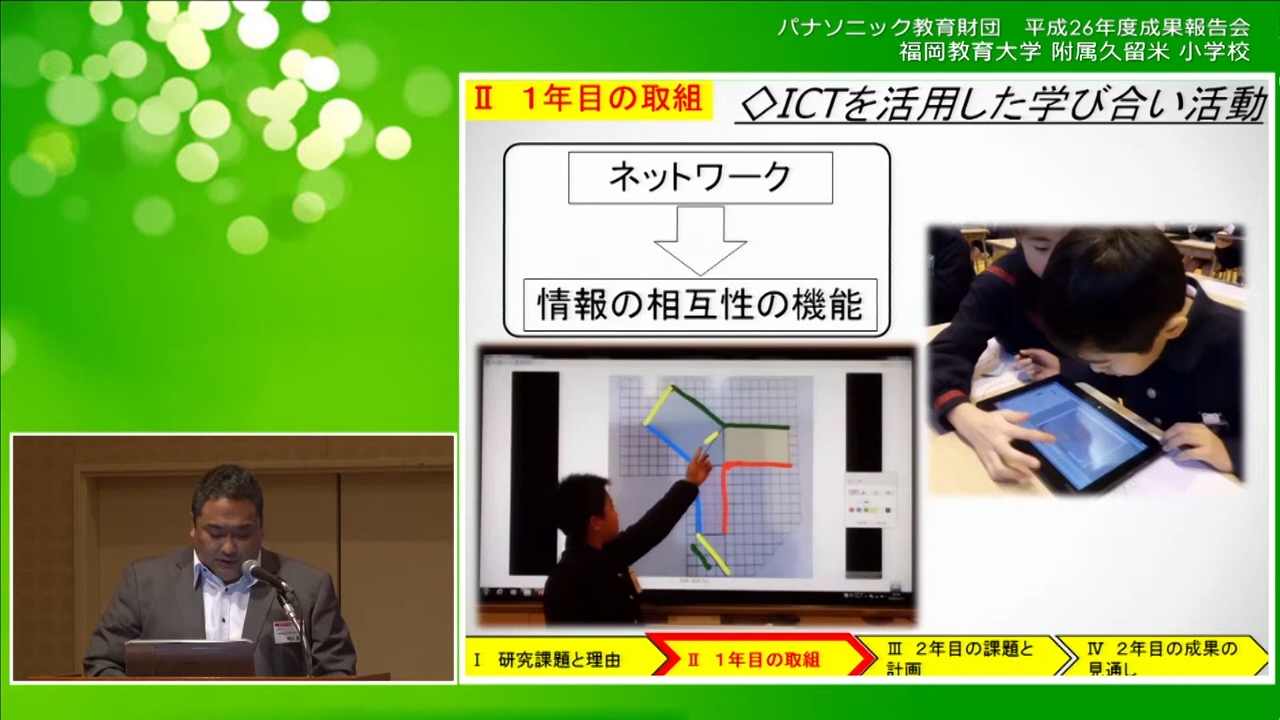 パナソニック教育財団　平成26年度成果報告会
福岡教育大学 附属久留米 小学校
Ⅱ　１年目の取組
◇ICTを活用した学び合い活動
ネットワーク
情報の相互性の機能
Ⅰ　研究課題と理由
Ⅱ　１年目の取組
Ⅲ　２年目の課題と
計画
Ⅳ　２年目の成果の
見通し